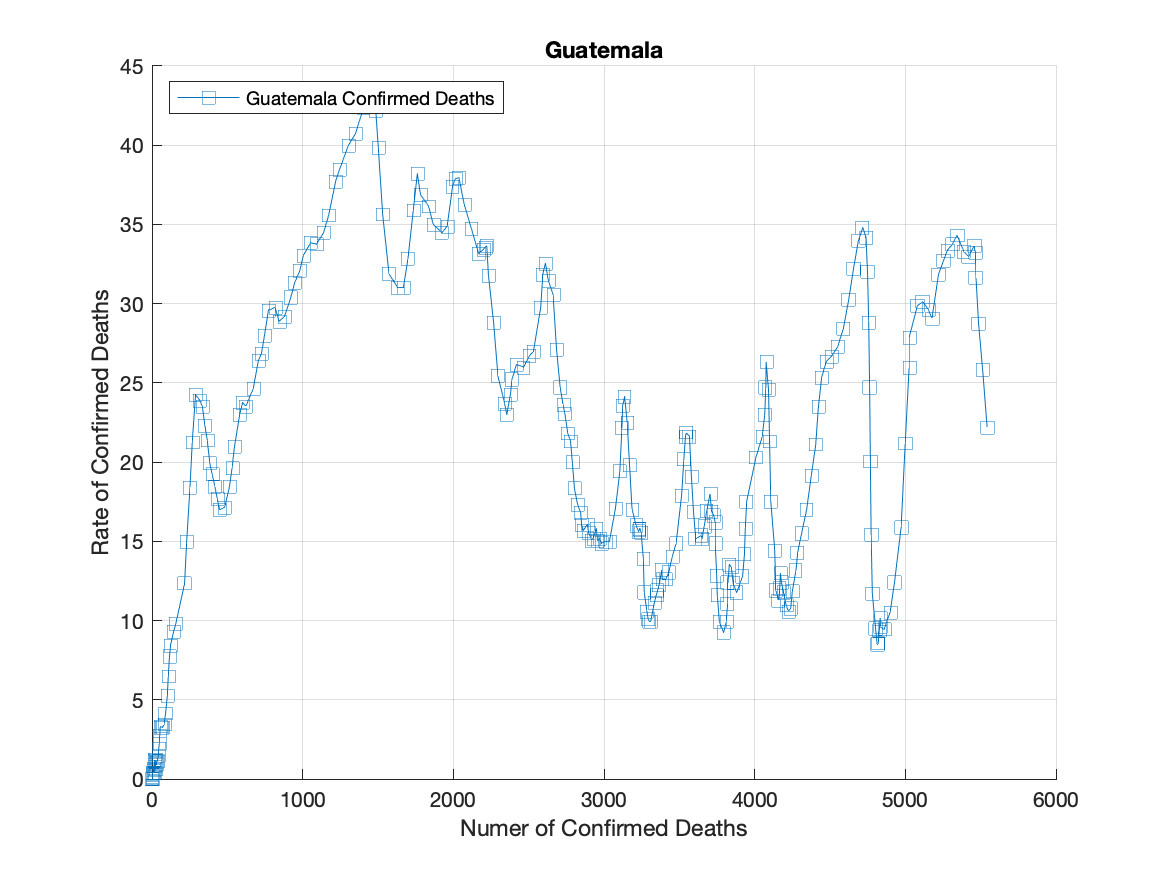 Guatemala
Guatemala Confirmed Deaths
45
40
35
30
25
20
15
10
5
0
Rate of Confirmed Deaths
0 1000 2000 3000 4000 5000 6000
Numer of Confirmed Deaths